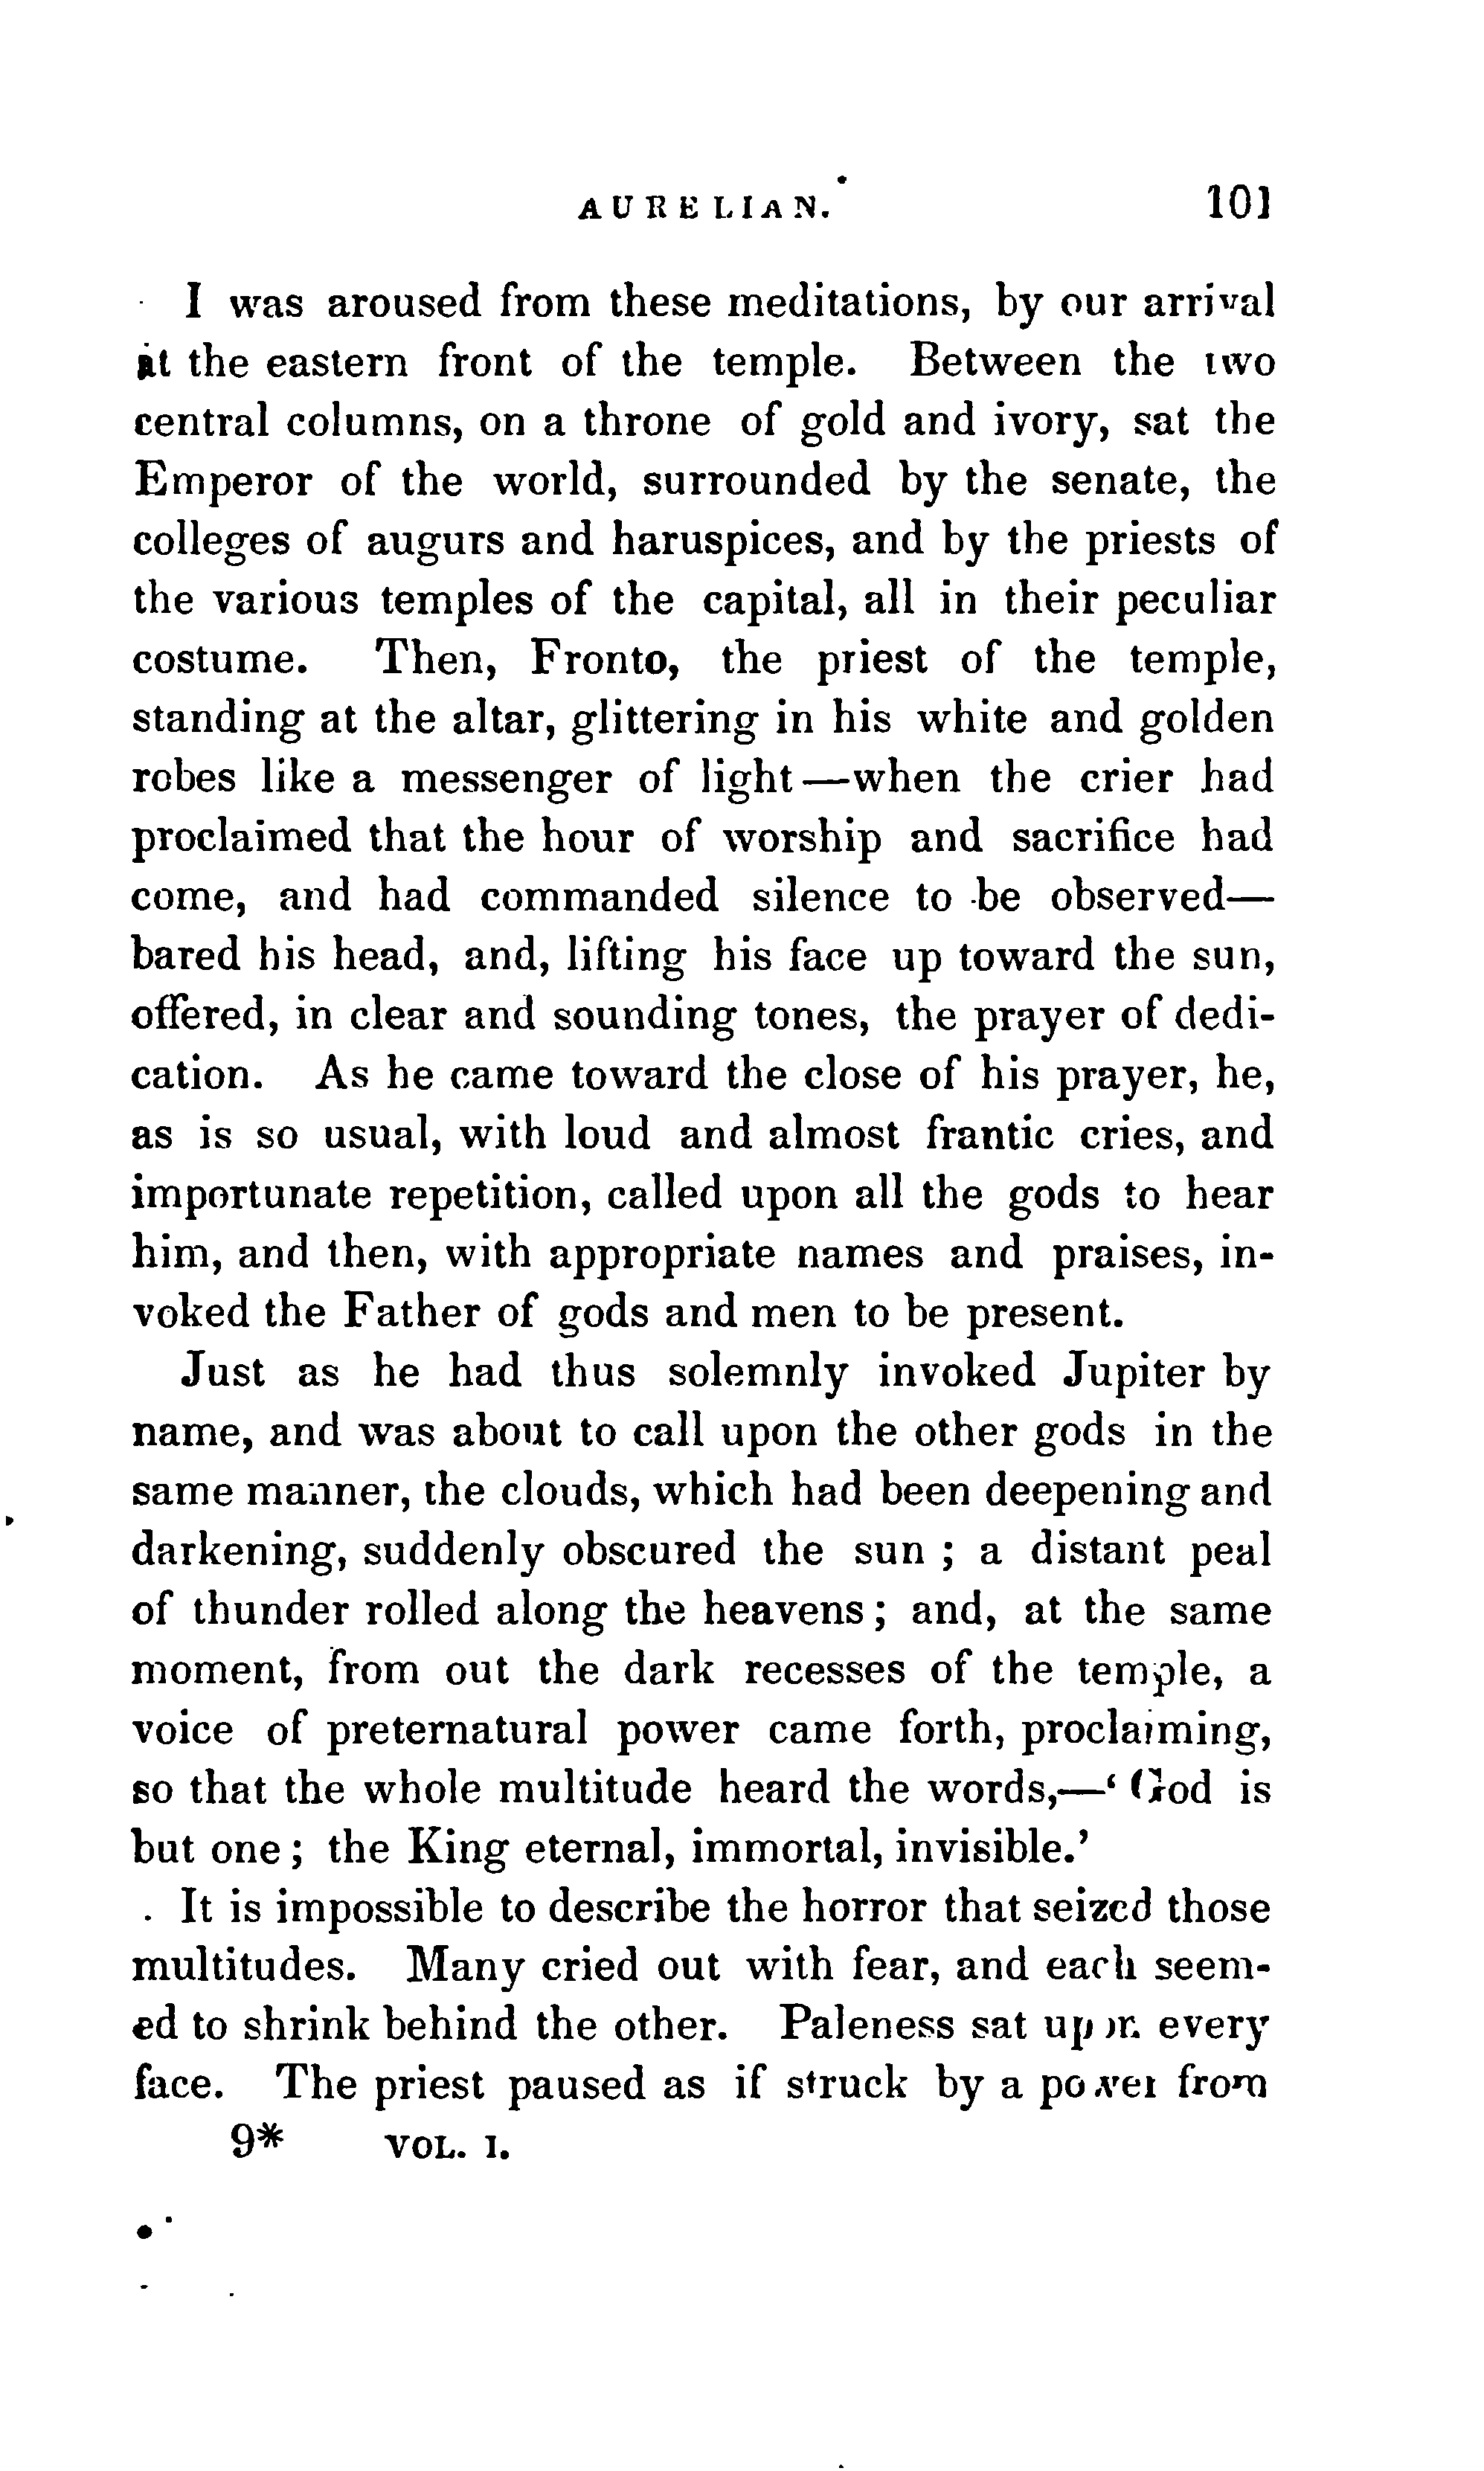 AURELIAN. 101
I was aroused from these meditations, by our arrival
at the eastern front of the temple. Between the two
central columns, on a throne of gold and ivory, sat the
Emperor of the world, surrounded by the senate, the
colleges of augurs and haruspices, and by the priests of
the various temples of the capital, all in their peculiar
costume. Then, Fronto, the priest of the temple,
standing at the altar, glittering in his white and golden
robes like a messenger of light—when the crier had
proclaimed that the hour of worship and sacrifice had
come, and had commanded silence to be observed—
bared his head, and, lifting his face up toward the sun,
offered, in clear and sounding tones, the prayer of dedi-
cation. As he came toward the close of his prayer, he,
as is so usual, with loud and almost frantic cries, and
importunate repetition, called upon all the gods to hear
him, and then, with appropriate names and praises, in-
voked the Father of gods and men to be present.
Just as he had thus solemnly invoked Jupiter by
name, and was about to call upon the other gods in the
same manner, the clouds, which had been deepening and
darkening, suddenly obscured the sun ; a distant peal
of thunder rolled along the heavens ; and, at the same
moment, from out the dark recesses of the temple, a
voice of preternatural power came forth, proclaiming,
so that the whole multitude heard the words,—‘ God is
but one ; the King eternal, immortal, invisible.’
It is impossible to describe the horror that seized those
multitudes. Many cried out with fear, and each seem-
ed to shrink behind the other. Paleness sat upon every
face. The priest paused as if struck by a power from
9* VOL. I.